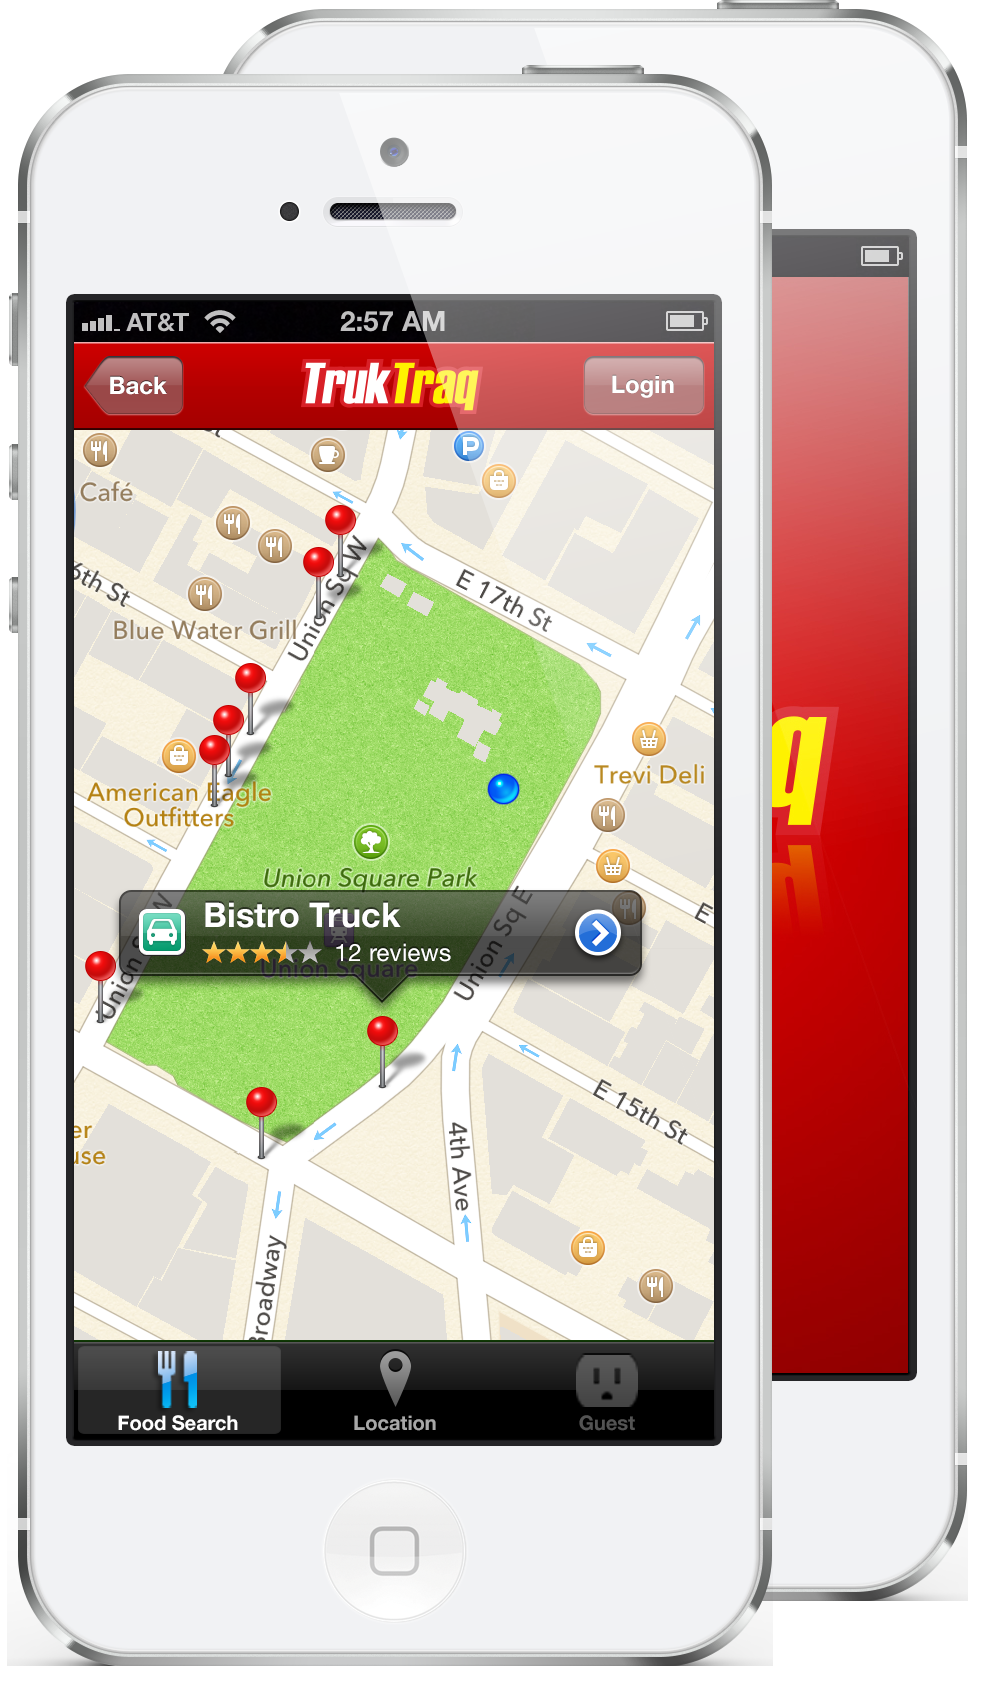 AT&T
2:57 AM
Back
TrukTraq
Login
P
Café
E 17th St
6th St
Union Sq W
Blue Water Grill
Trevi Deli
American Eagle
Outfitters
Union Square Park
Bistro Truck
12 reviews
Union Square
Union Sq E
E
Union Sq W
E 15th St
4th Ave
er
use
Broadway
Food Search
Location
Guest
q